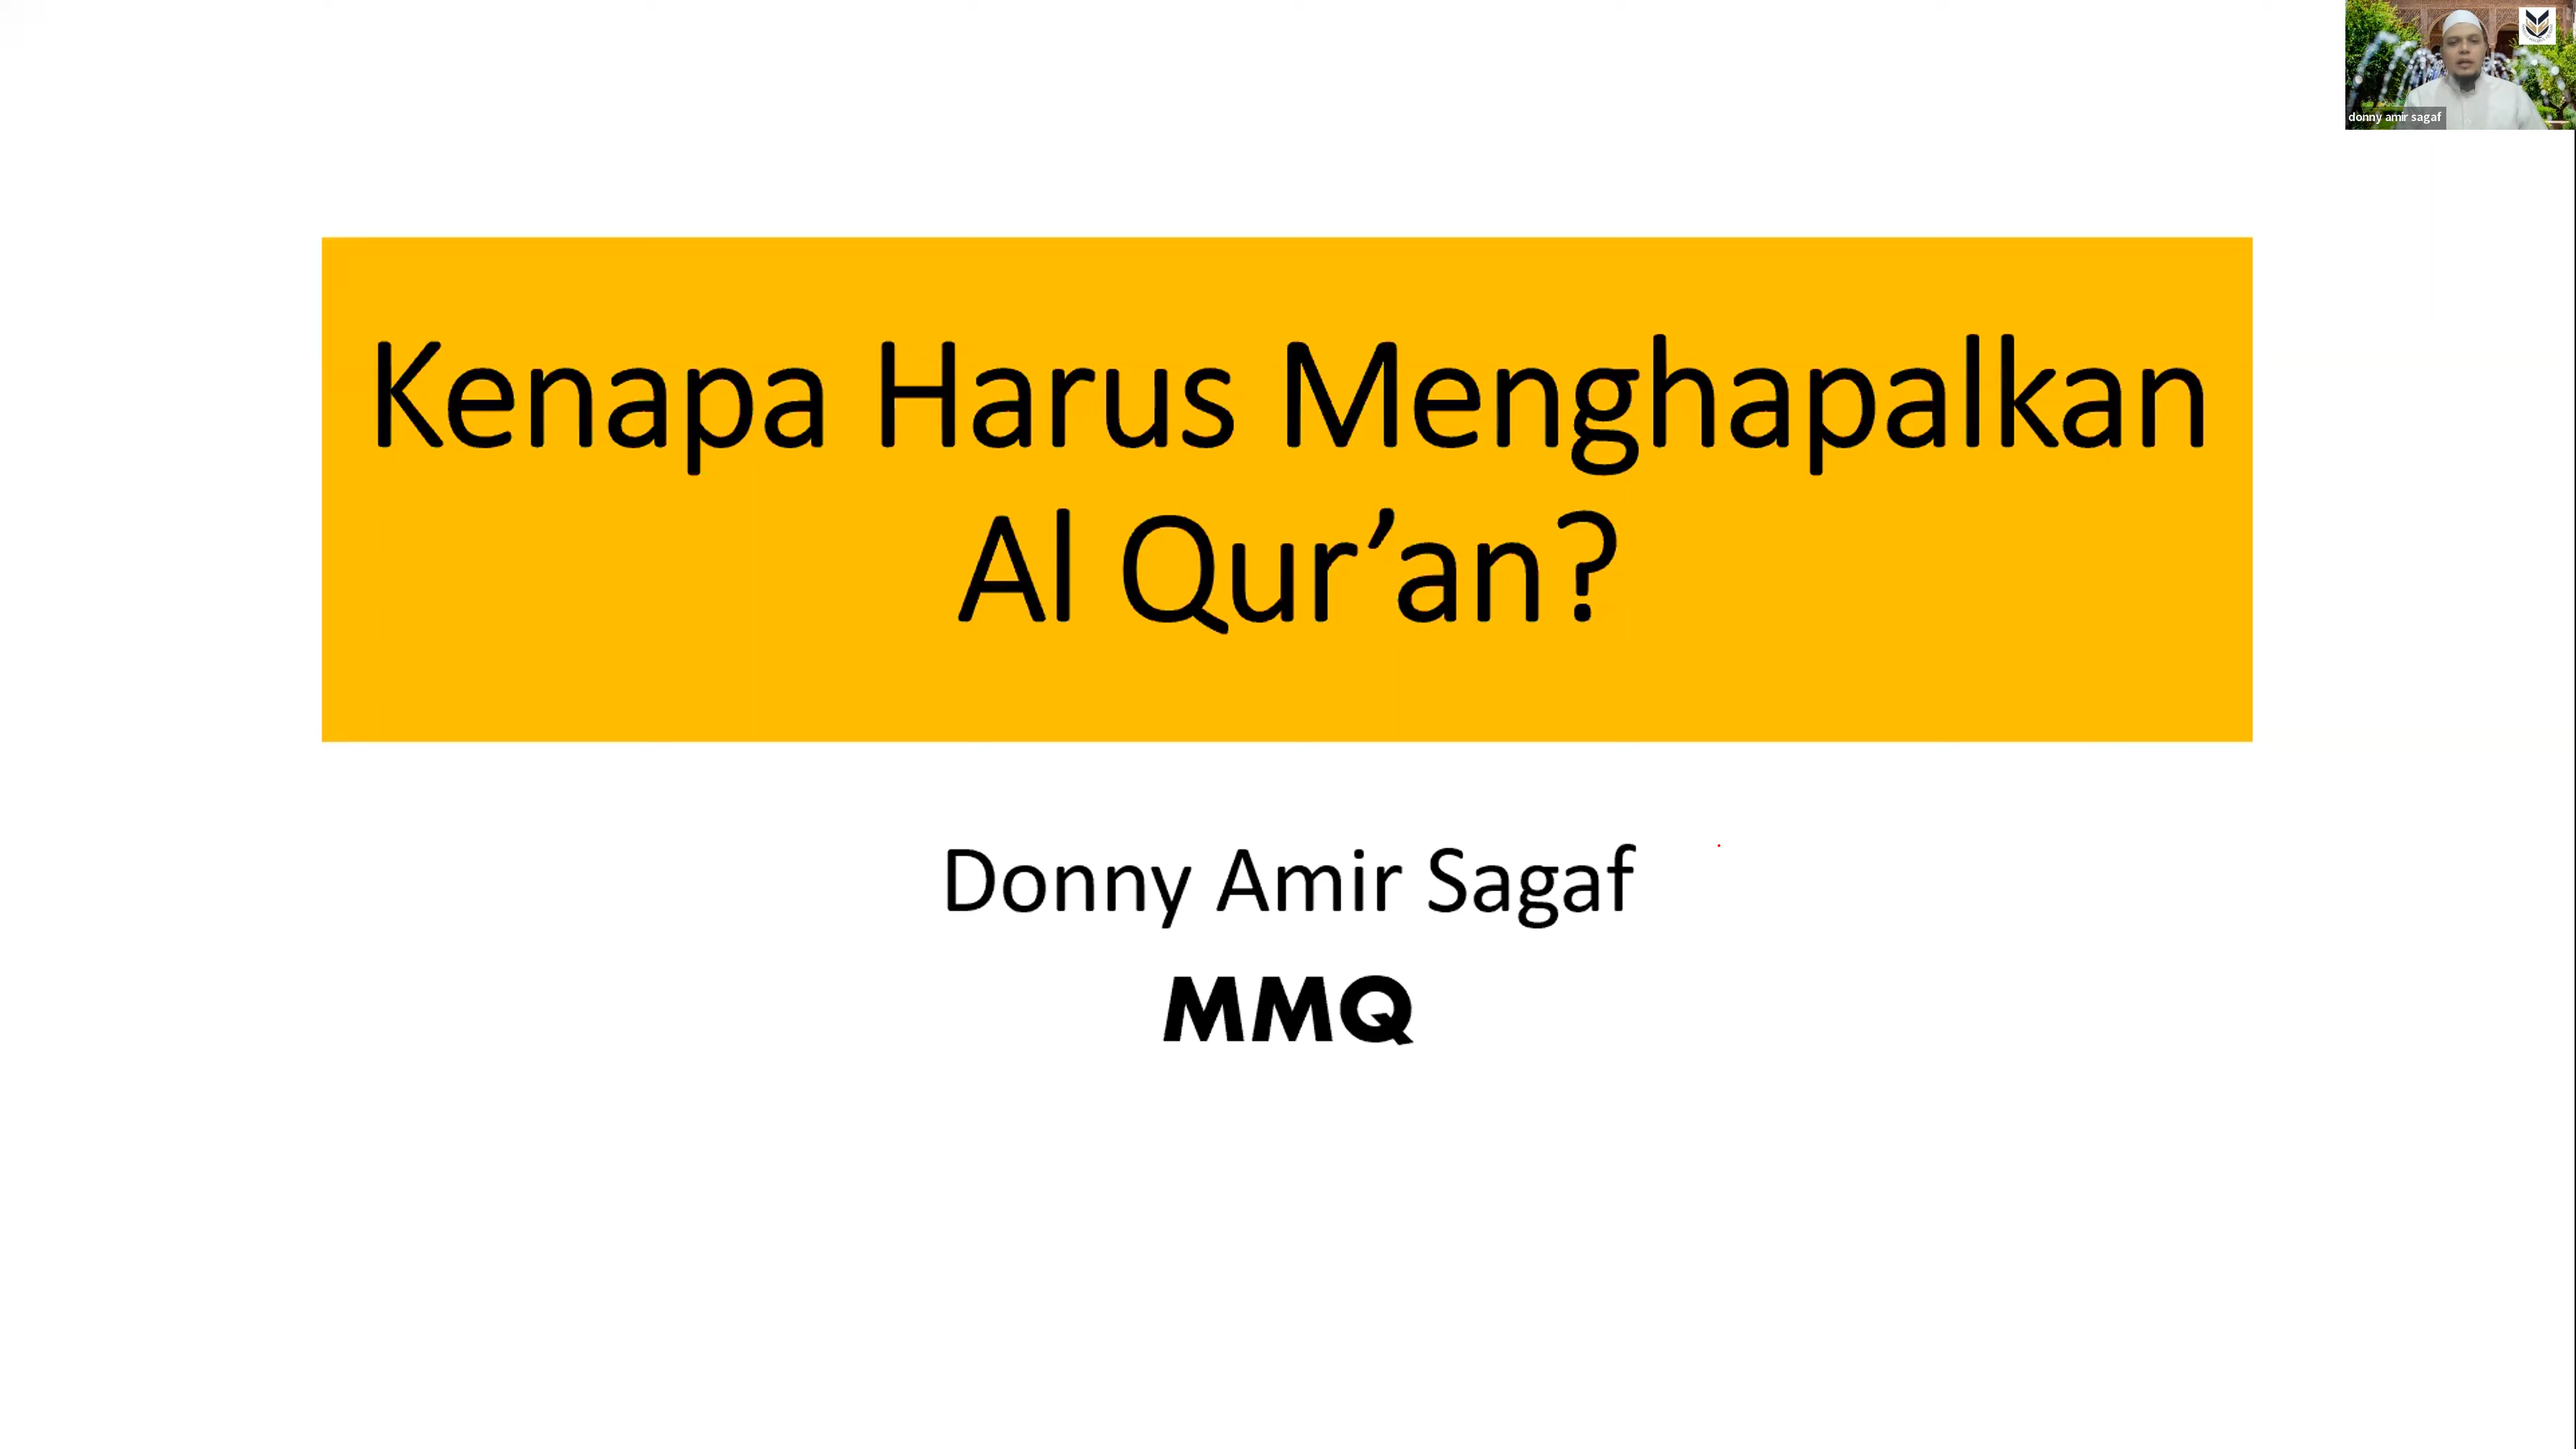 donny amir sagaf
Kenapa Harus Menghapalkan
Al Qur’an?
Donny Amir Sagaf
MMQ